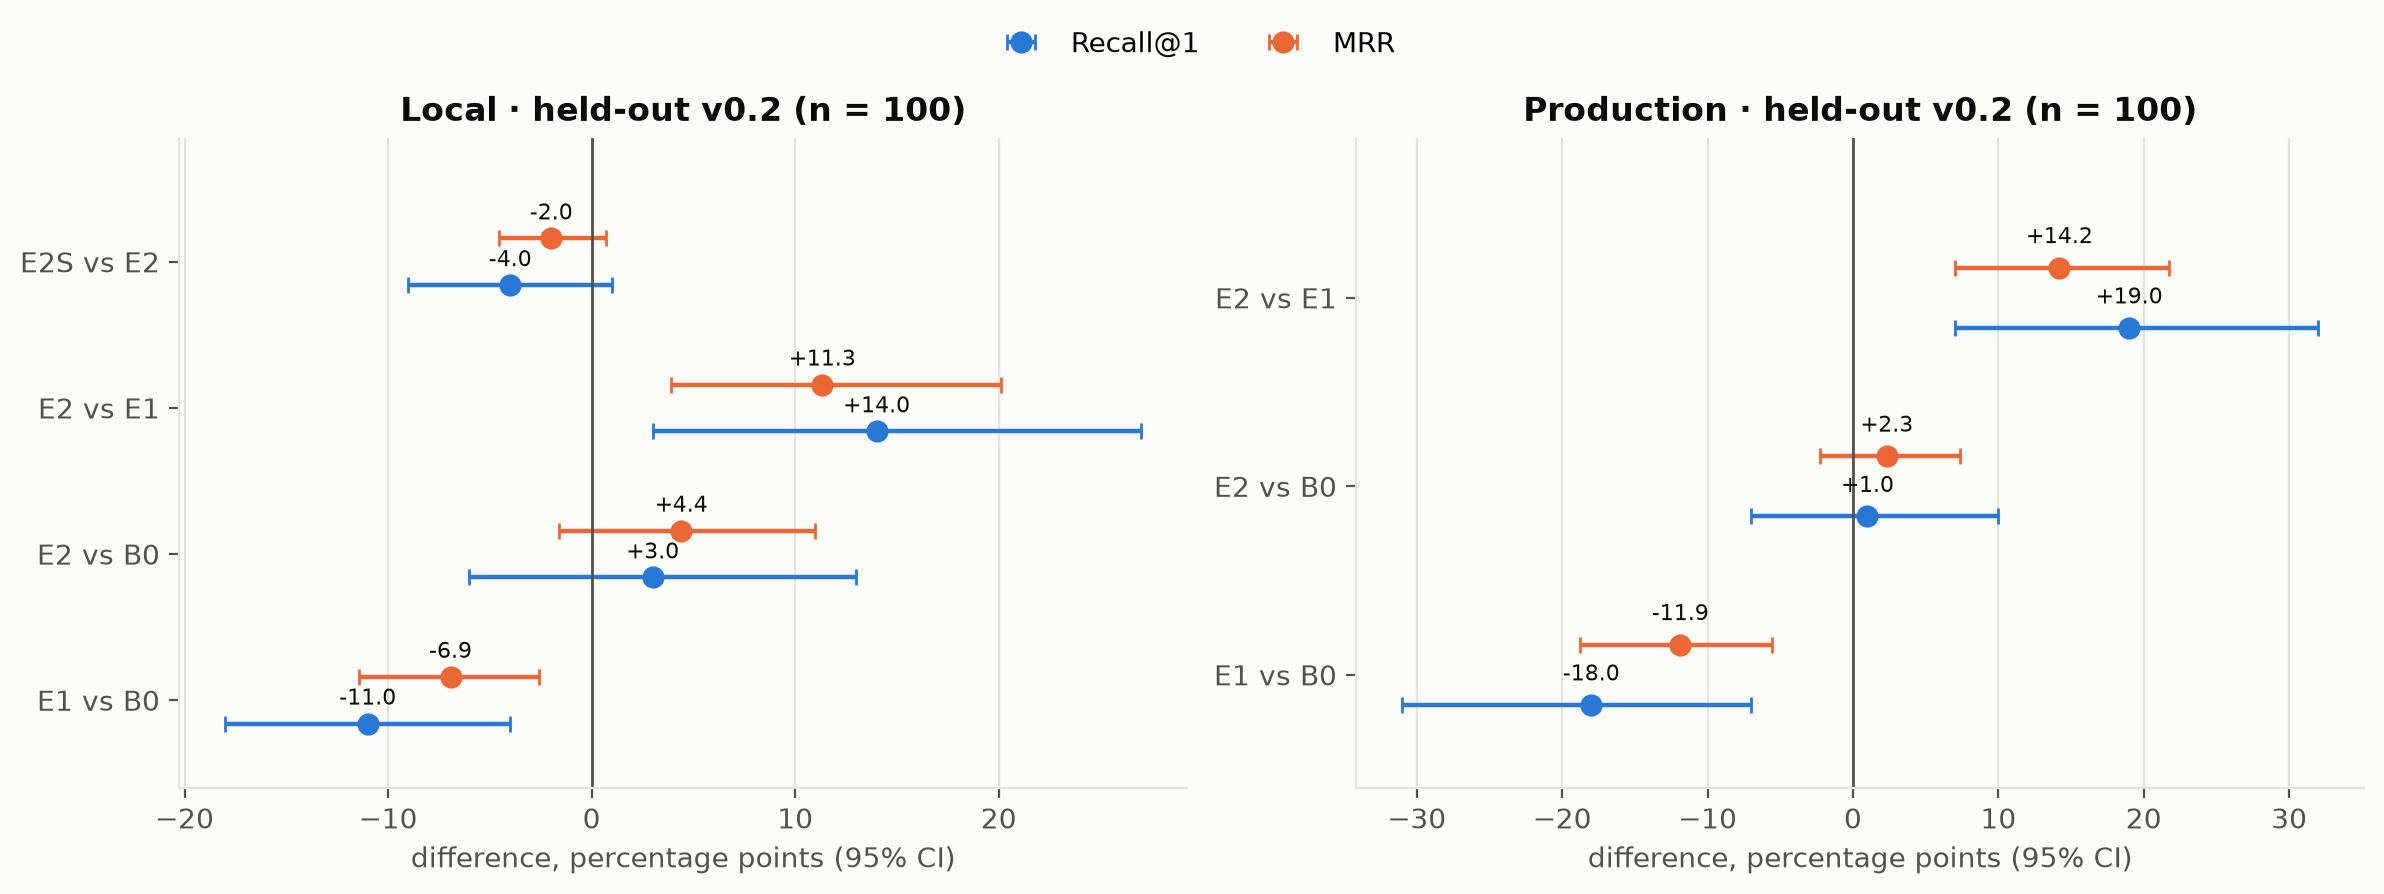 Recall@1 MRR
Local · held-out v0.2 (n = 100)
E2S vs E2
E2 vs E1
E2 vs B0
E1 vs B0
-2.0
-4.0
+11.3
+14.0
+4.4
+3.0
-6.9
-11.0
−20 −10 0 10 20
difference, percentage points (95% CI)
Production · held-out v0.2 (n = 100)
E2 vs E1
E2 vs B0
E1 vs B0
+14.2
+19.0
+2.3
+1.0
-11.9
-18.0
−30 −20 −10 0 10 20 30
difference, percentage points (95% CI)